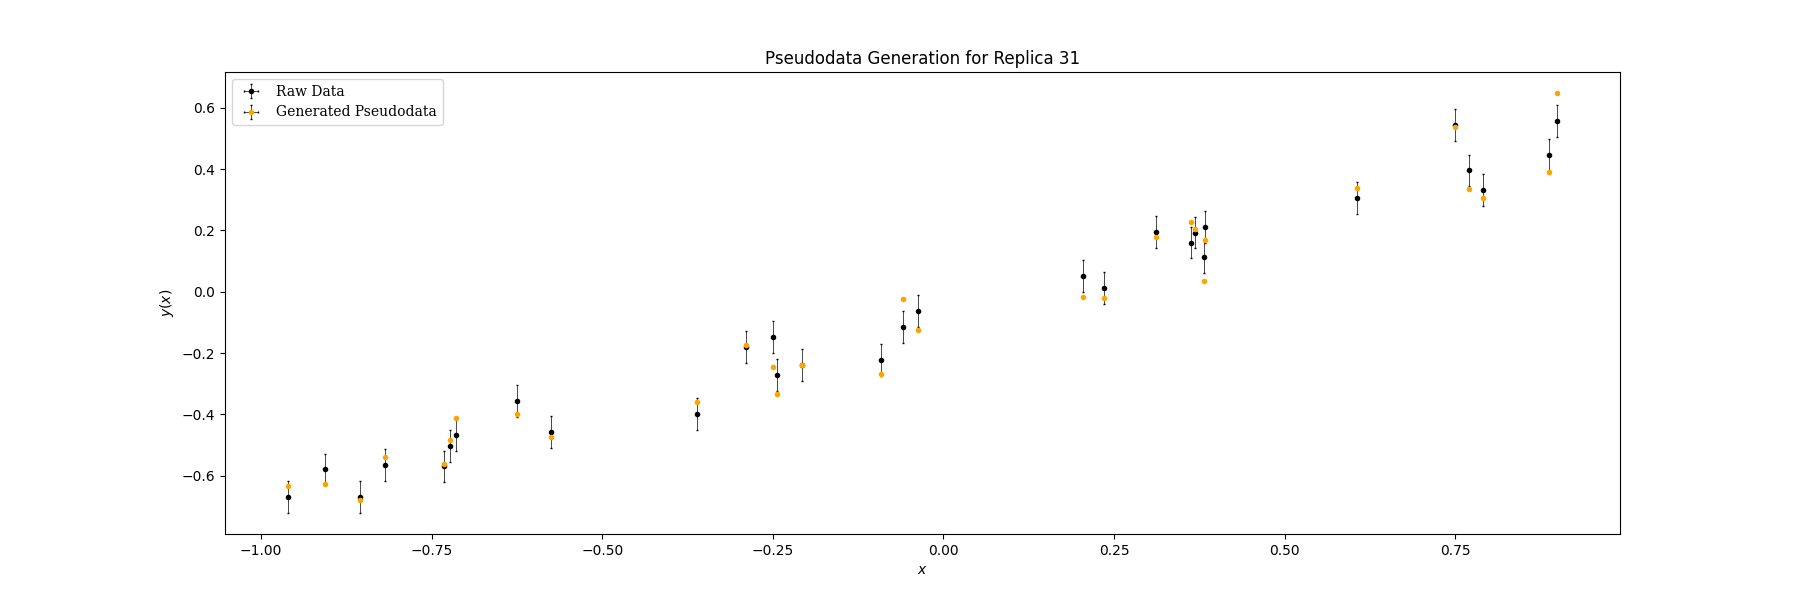 Pseudodata Generation for Replica 31
Raw Data
Generated Pseudodata
y(x)
0.6
0.4
0.2
0.0
−0.2
−0.4
−0.6
−1.00 −0.75 −0.50 −0.25 0.00 0.25 0.50 0.75
x